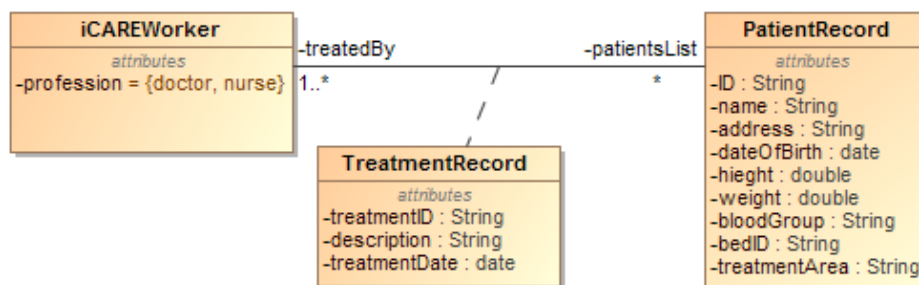 iCAREWorker
attributes
-profession = {doctor, nurse}
-treatedBy
1..*
-patientsList
*
PatientRecord
attributes
-ID : String
-name : String
-address : String
-dateOfBirth : date
-hieght : double
-weight : double
-bloodGroup : String
-bedID : String
-treatmentArea : String
TreatmentRecord
attributes
-treatmentID : String
-description : String
-treatmentDate : date